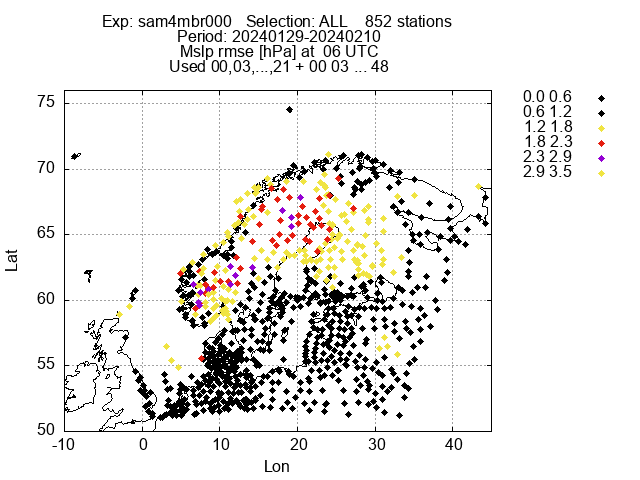 Exp: sam4mbr000 Selection: ALL 852 stations
Period: 20240129-20240210
Mslp rmse [hPa] at 06 UTC
Used 00,03,...,21 + 00 03 ... 48
0.0 0.6
0.6 1.2
1.2 1.8
1.8 2.3
2.3 2.9
2.9 3.5
75
70
65
60
55
50
Lat
-10 0 10 20 30 40
Lon